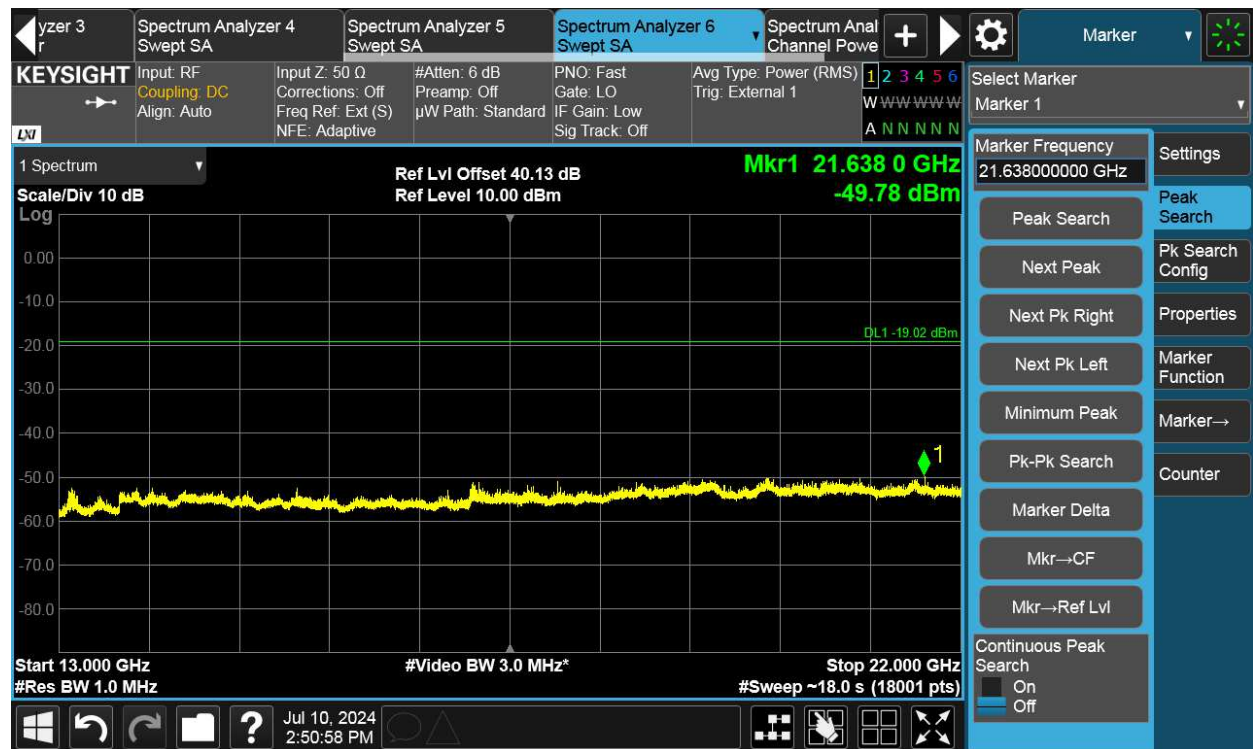 yzer 3
r
Spectrum Analyzer 4
Swept SA
Spectrum Analyzer 5
Swept SA
Spectrum Analyzer 6
Swept SA
Spectrum Anal
Channel Powe
Marker
KEYSIGHT
LXI
Input: RF
Coupling: DC
Align: Auto
Input Z: 50 Ω
Corrections: Off
Freq Ref: Ext (S)
NFE: Adaptive
#Atten: 6 dB
Preamp: Off
µW Path: Standard
PNO: Fast
Gate: LO
IF Gain: Low
Sig Track: Off
Avg Type: Power (RMS)
Trig: External 1
1 2 3 4 5 6
W W W W W W
A N N N N N
Select Marker
Marker 1
1 Spectrum
Scale/Div 10 dB
Log
Ref Lvl Offset 40.13 dB
Ref Level 10.00 dBm
Mkr1 21.638 0 GHz
-49.78 dBm
0.00
-10.0
-20.0
-30.0
-40.0
-50.0
-60.0
-70.0
-80.0
DL1 -19.02 dBm
1
Start 13.000 GHz
#Res BW 1.0 MHz
#Video BW 3.0 MHz*
Stop 22.000 GHz
#Sweep ~18.0 s (18001 pts)
Marker Frequency
21.638000000 GHz
Peak Search
Next Peak
Next Pk Right
Next Pk Left
Minimum Peak
Pk-Pk Search
Marker Delta
Mkr→CF
Mkr→Ref Lvl
Continuous Peak
Search
On
Off
Settings
Peak
Search
Pk Search
Config
Properties
Marker
Function
Marker→
Counter
?
Jul 10, 2024
2:50:58 PM